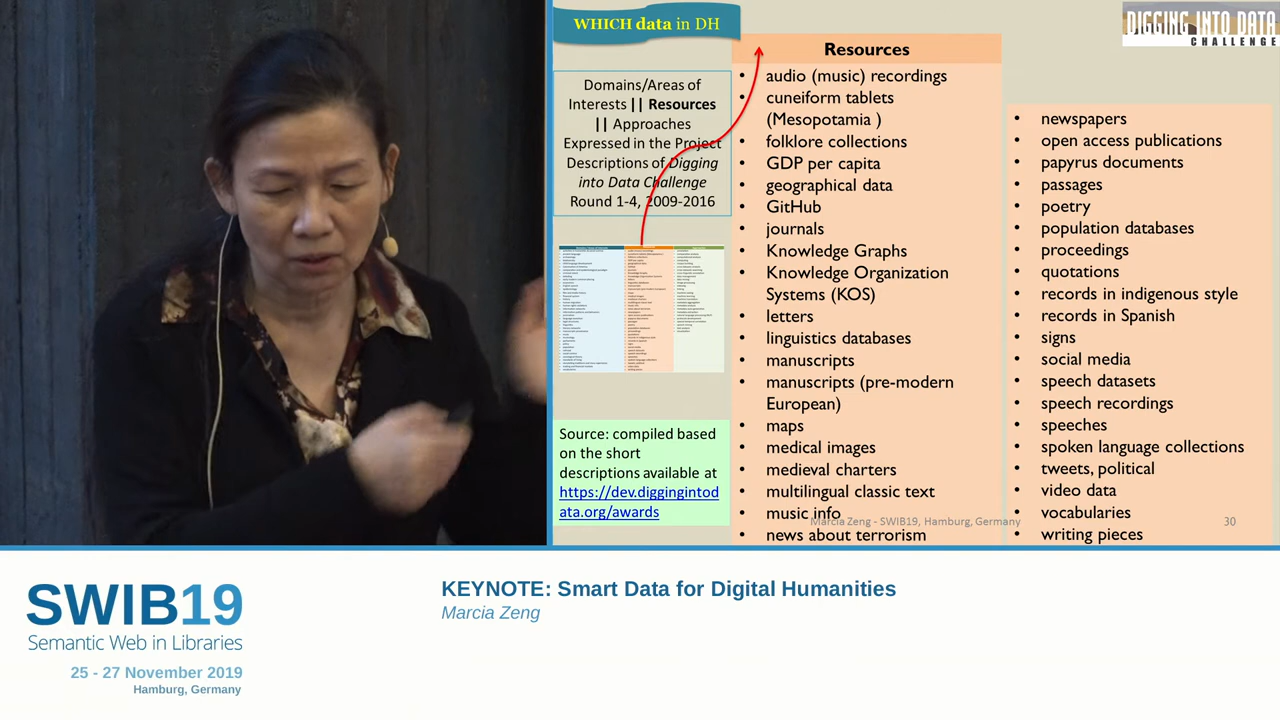 WHICH data in DH
DIGGING INTO DATA
CHALLENGE
Domains/Areas of
Interests || Resources
|| Approaches
Expressed in the Project
Descriptions of Digging
into Data Challenge
Round 1-4, 2009-2016
Source: compiled based
on the short
descriptions available at
https://dev.diggingintod
ata.org/awards
Resources
• audio (music) recordings
• cuneiform tablets
(Mesopotamia )
• folklore collections
• GDP per capita
• geographical data
• GitHub
• journals
• Knowledge Graphs
• Knowledge Organization
Systems (KOS)
• letters
• linguistics databases
• manuscripts
• manuscripts (pre-modern
European)
• maps
• medical images
• medieval charters
• multilingual classic text
• music info
• news about terrorism
• newspapers
• open access publications
• papyrus documents
• passages
• poetry
• population databases
• proceedings
• quotations
• records in indigenous style
• records in Spanish
• signs
• social media
• speech datasets
• speech recordings
• speeches
• spoken language collections
• tweets, political
• video data
• vocabularies
• writing pieces
Marcia Zeng - SWIB19, Hamburg, Germany
30
SWIB19
Semantic Web in Libraries
25 - 27 November 2019
Hamburg, Germany
KEYNOTE: Smart Data for Digital Humanities
Marcia Zeng